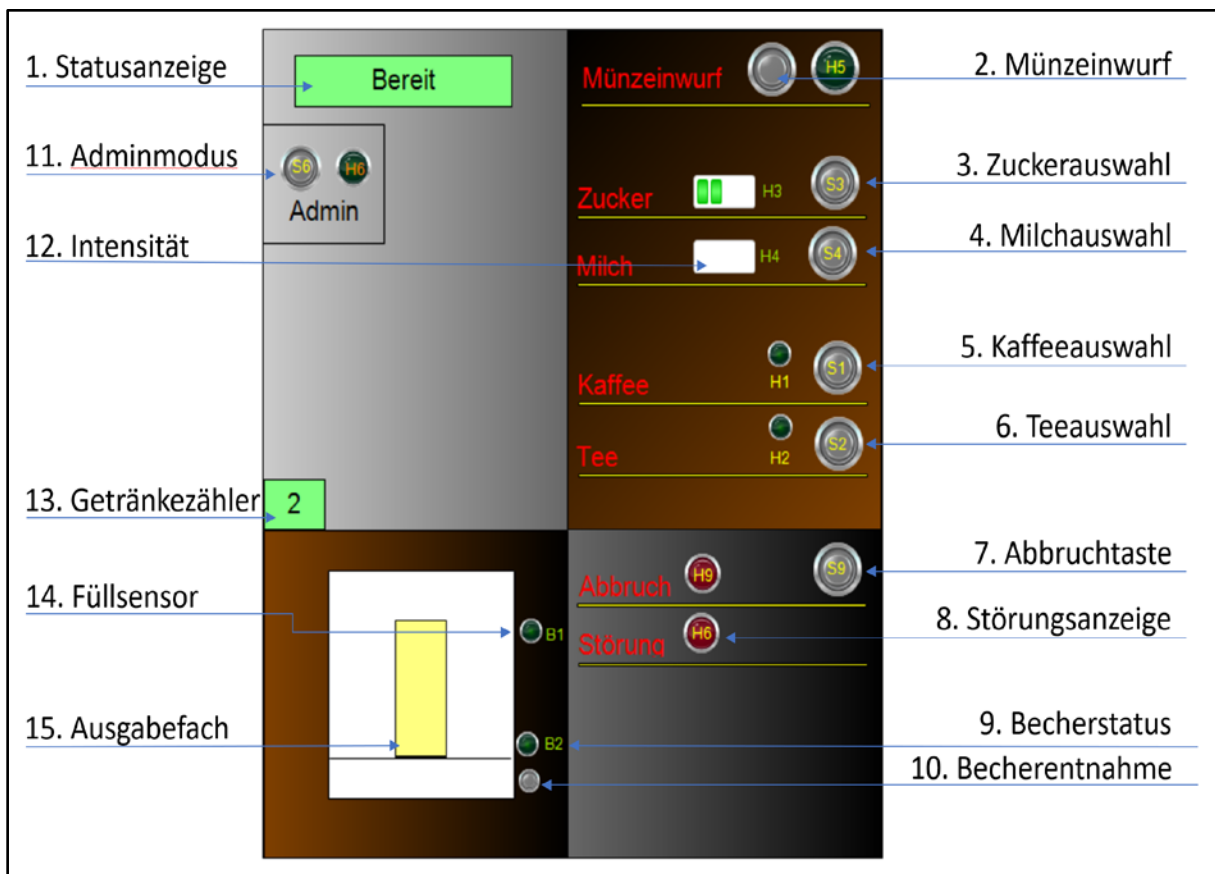 1. Statusanzeige
11. Adminmodus
12. Intensität
13. Getränkezähler
14. Füllsensor
15. Ausgabefach
Bereit
S6 H6
Admin
2
B1
B2
Münzeinwurf H5
Zucker H3 S3
Milch H4 S4
Kaffee H1 S1
Tee H2 S2
Abbruch H9 S9
Störung H6
2. Münzeinwurf
3. Zuckerauswahl
4. Milchauswahl
5. Kaffeeauswahl
6. Teeauswahl
7. Abbruchtaste
8. Störungsanzeige
9. Becherstatus
10. Becherentnahme